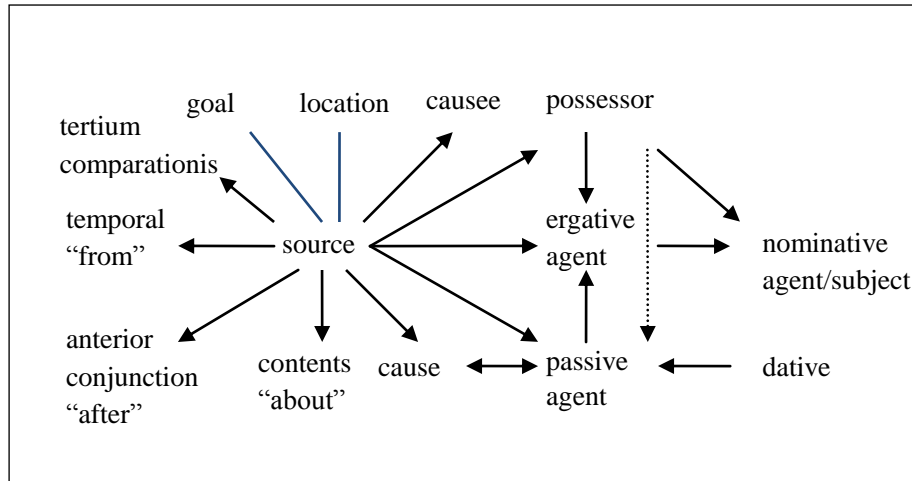 goal
location
causee
possessor
tertium
comparationis
temporal
“from”
source
ergative
agent
nominative
agent/subject
anterior
conjunction
“after”
contents
“about”
cause
passive
agent
dative